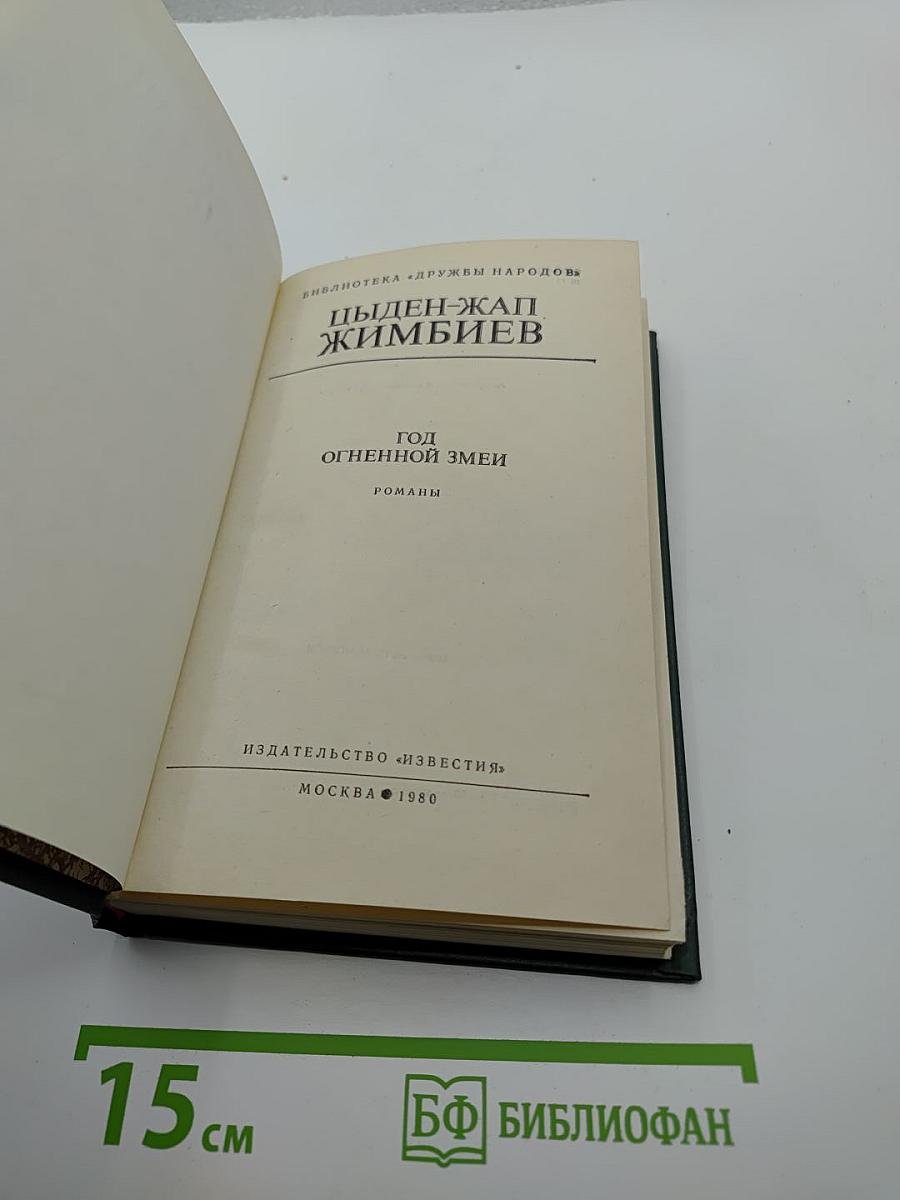 БИБЛИОТЕКА «ДРУЖБЫ НАРОДОВ»
ЦЫДЕН-ЖАП
ЖИМБИЕВ
ГОД
ОГНЕННОЙ ЗМЕИ
РОМАНЫ
ИЗДАТЕЛЬСТВО «ИЗВЕСТИЯ»
МОСКВА ● 1980
15 см
БФ БИБЛИОФАН